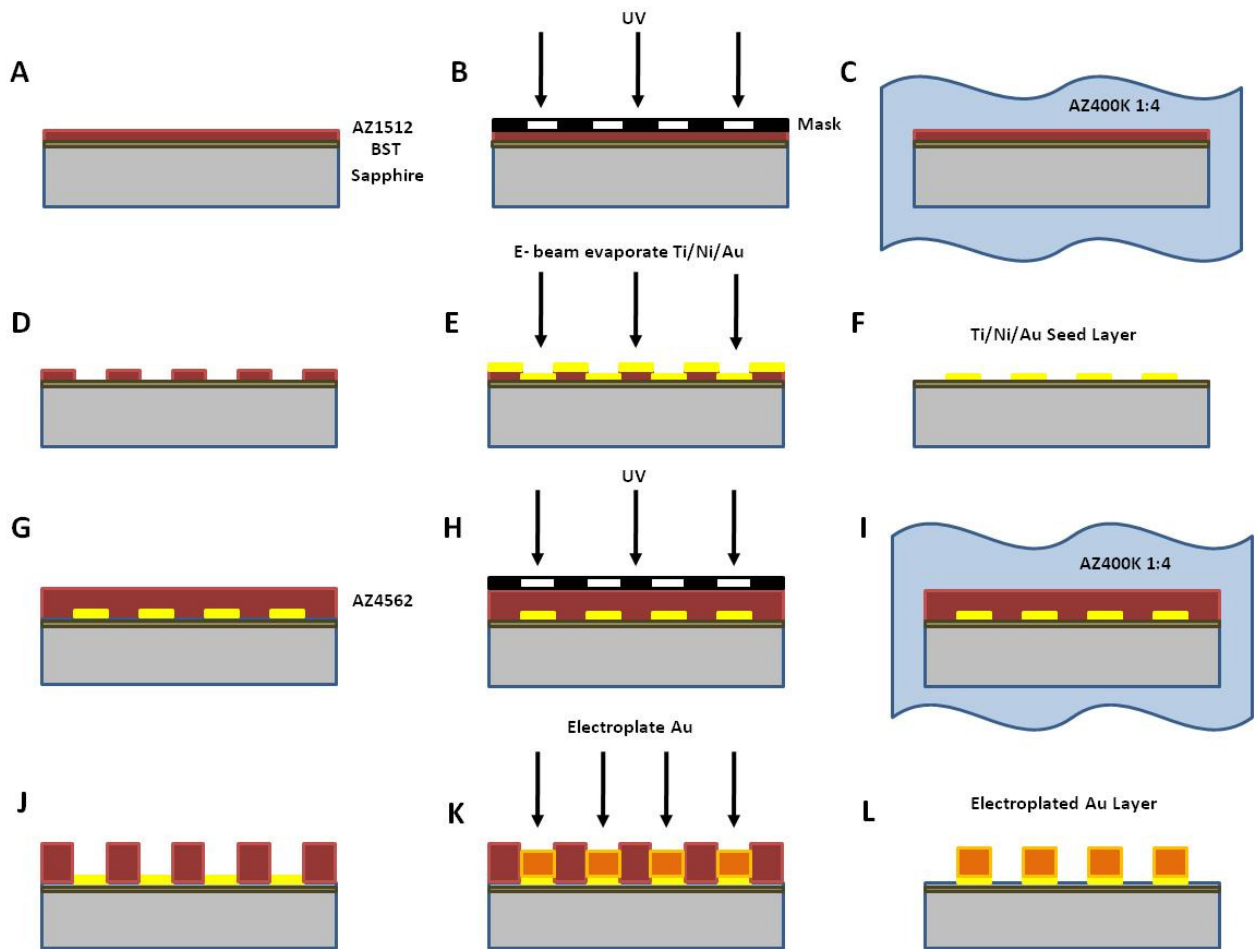 UV
A
B
C
AZ1512
BST
Sapphire
Mask
AZ400K 1:4
E- beam evaporate Ti/Ni/Au
D
E
F
Ti/Ni/Au Seed Layer
UV
G
H
I
AZ4562
AZ400K 1:4
Electroplate Au
J
K
L
Electroplated Au Layer